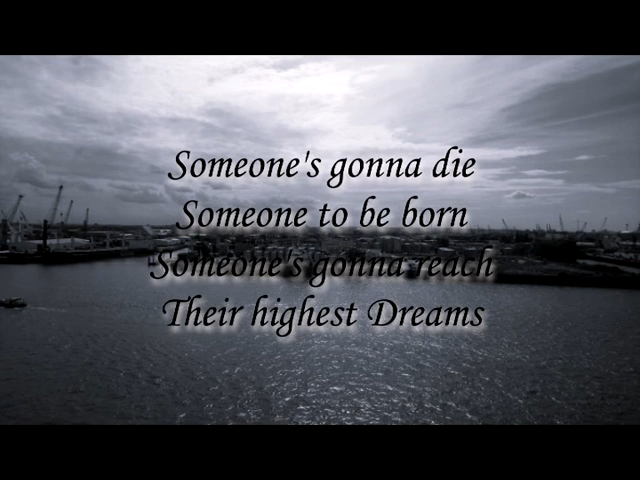 Someone's gonna die
Someone to be born
Someone's gonna reach
Their highest Dreams